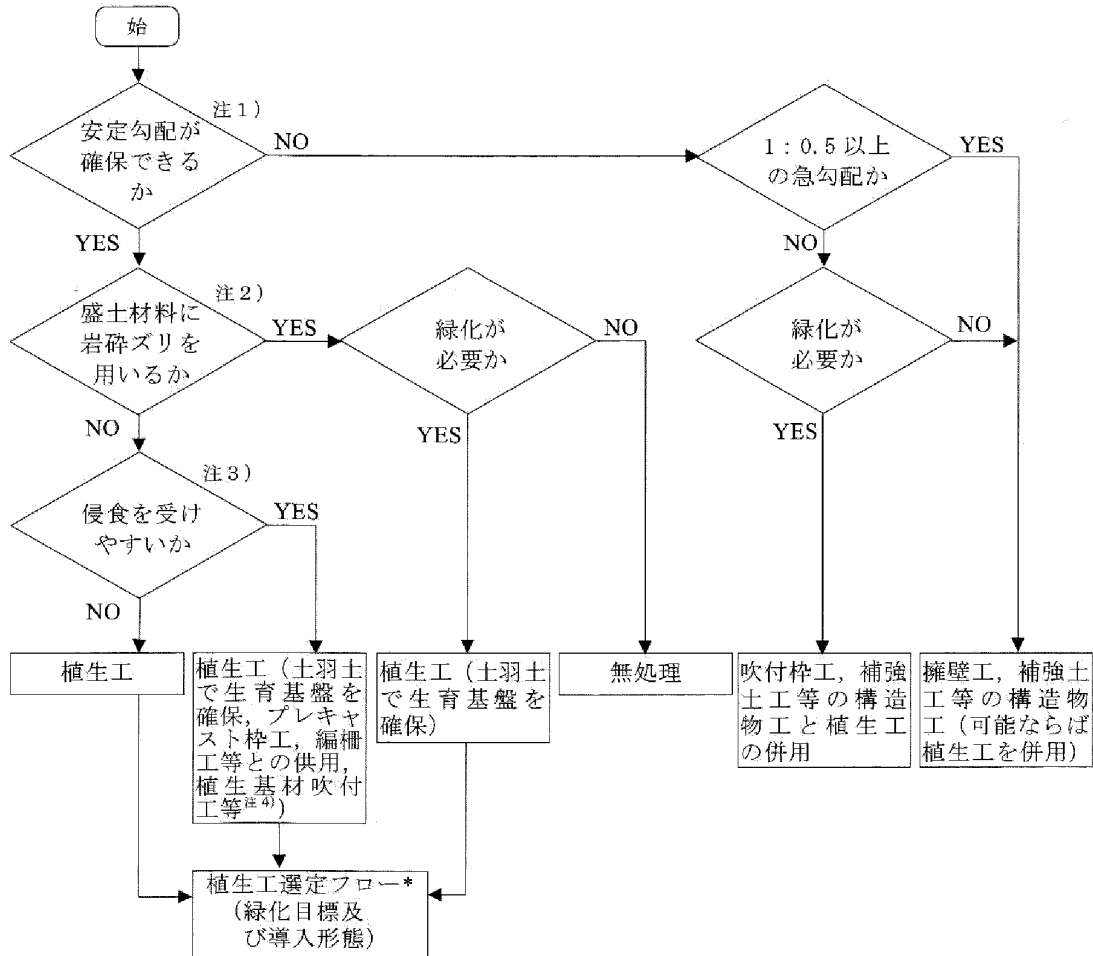 始
注1)
安定勾配が
確保できる
か
NO
1:0.5以上
の急勾配か
YES
YES
NO
注2)
盛土材料に
岩砕ズリを
用いるか
YES
緑化が
必要か
NO
緑化が
必要か
NO
NO
YES
YES
注3)
侵食を受け
やすいか
YES
NO
植生工
植生工(土羽土
で生育基盤を
確保,プレキャ
スト枠工,編柵
工等との供用,
植生基材吹付
工等注4))
植生工(土羽土
で生育基盤を
確保)
無処理
吹付枠工,補強
土工等の構造
物工と植生工
の併用
擁壁工,補強土
工等の構造物
工(可能ならば
植生工を併用)
植生工選定フロー*
(緑化目標及
び導入形態)